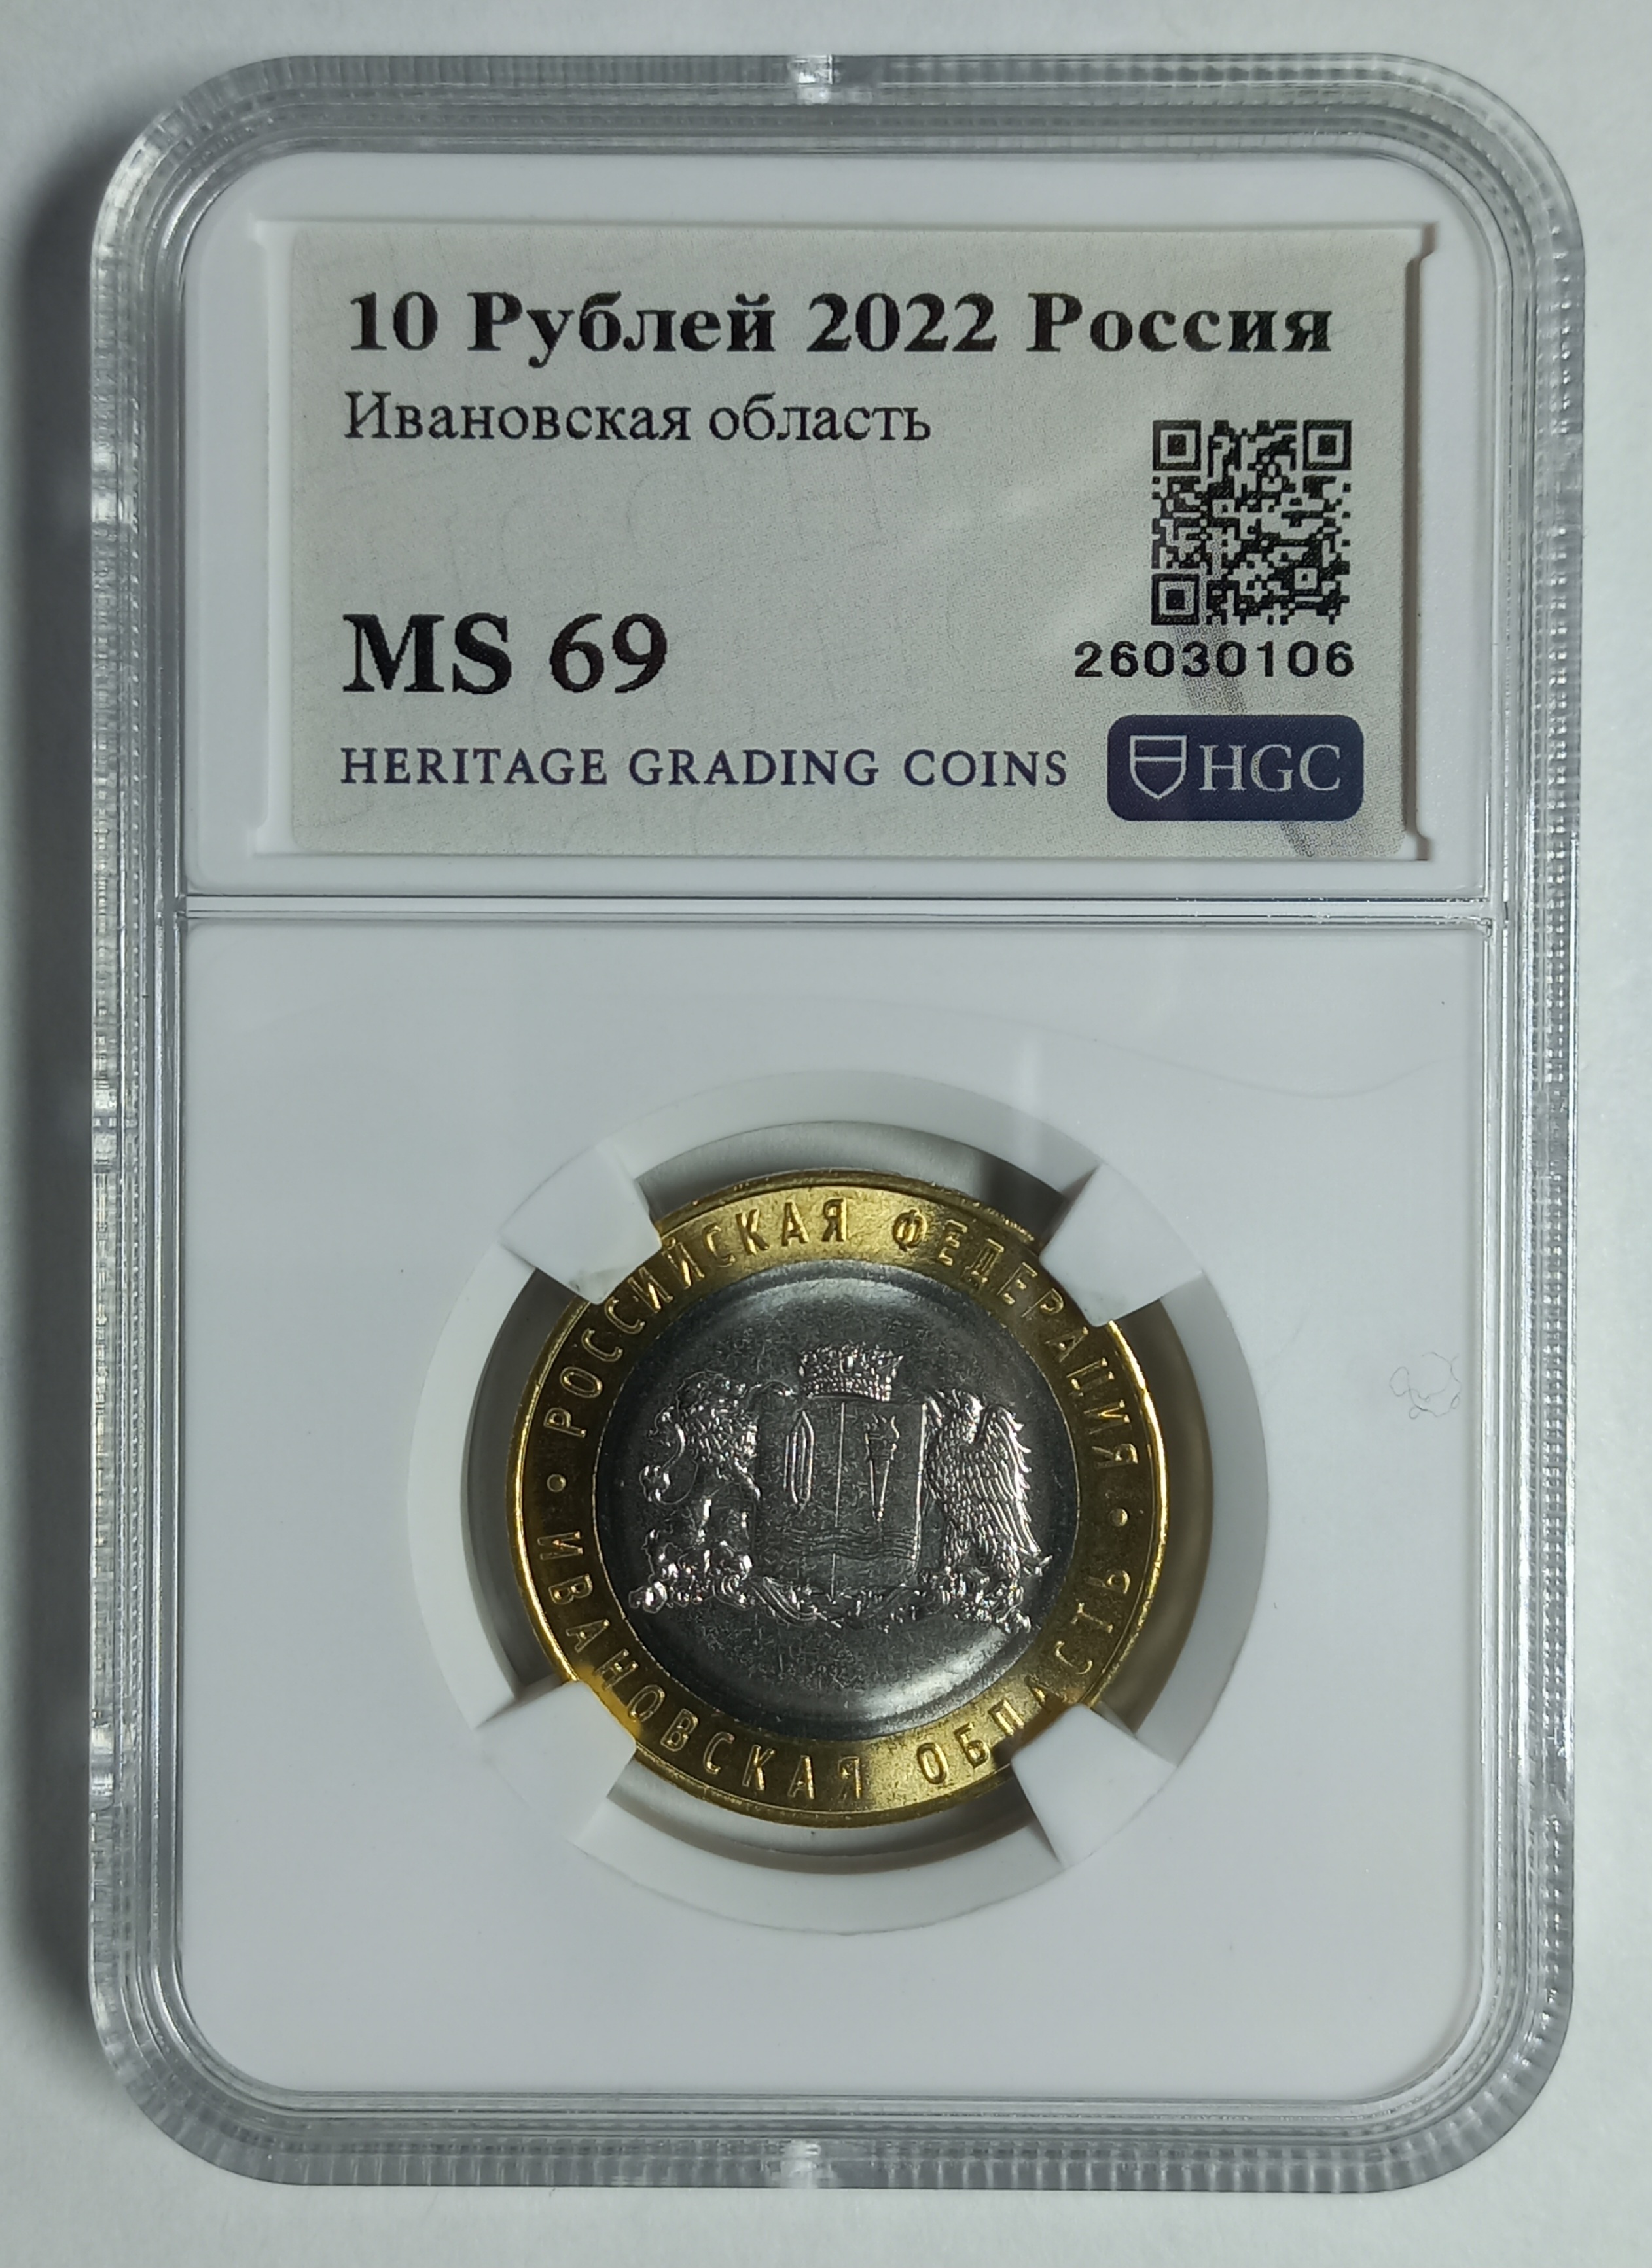 10 Рублей 2022 Россия
Ивановская область
MS 69
26030106
HERITAGE GRADING COINS HGC
• РОССИЙСКАЯ ФЕДЕРАЦИЯ •
ИВАНОВСКАЯ ОБЛАСТЬ